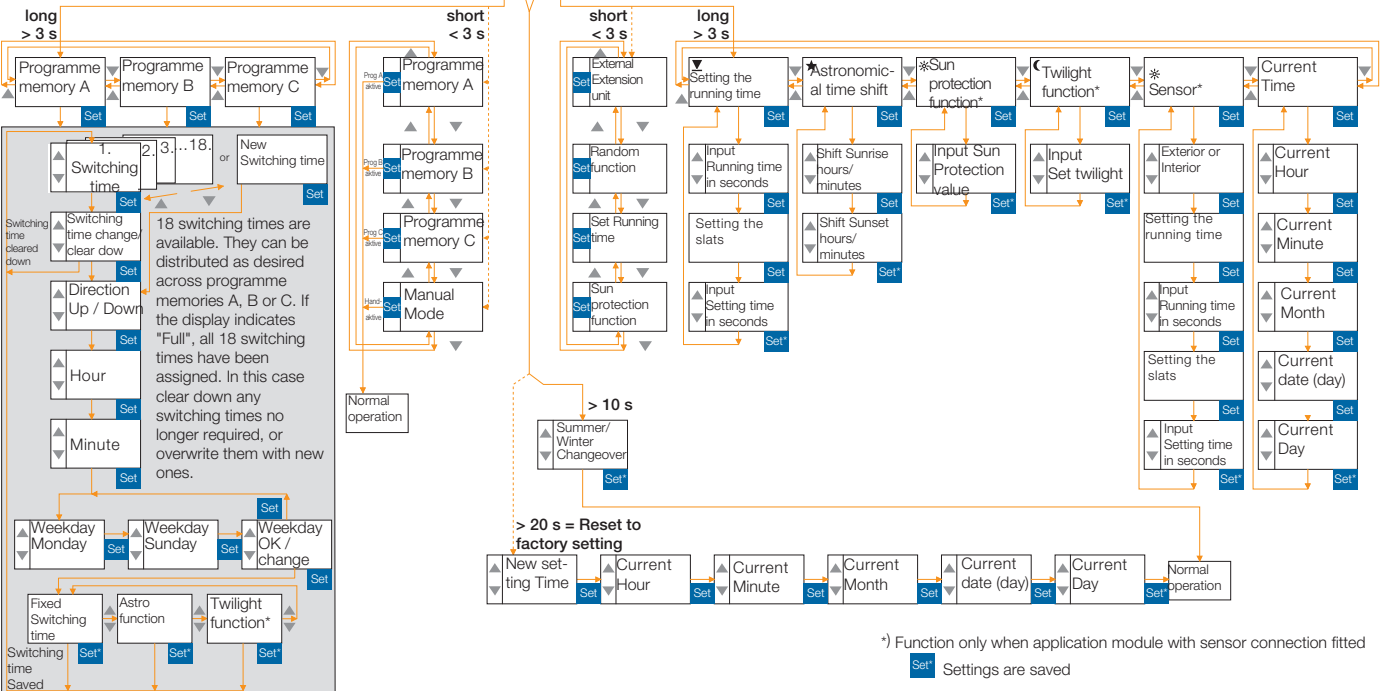 long
> 3 s
Programme
memory A
Programme
memory B
Programme
memory C
Set
Set
Set
1.
Switching
time
2.
3.
...18.
or
New
Switching time
Set
Set
Switching
time
cleared
down
Switching
time change/
clear dow
Set
Direction
Up / Down
Set
Hour
Set
Minute
Set
18 switching times are
available. They can be
distributed as desired
across programme
memories A, B or C. If
the display indicates
"Full", all 18 switching
times have been
assigned. In this case
clear down any
switching times no
longer required, or
overwrite them with new
ones.
Set
Weekday
Monday
Set
Weekday
Sunday
Set
Weekday
OK /
change
Set
Fixed
Switching
time
Set*
Astro
function
Set*
Twilight
function*
Set*
Switching
time
Saved
short
< 3 s
Prog A
aktive
Set
Programme
memory A
Prog B
aktive
Set
Programme
memory B
Prog C
aktive
Set
Programme
memory C
Hand-
aktive
Set
Manual
Mode
Normal
operation
short
< 3 s
Set
External
Extension
unit
Set
Random
function
Set
Set Running
time
Set
Sun
protection
function
long
> 3 s
Setting the
running time
Set
Input
Running time
in seconds
Set
Setting the
slats
Set
Input
Setting time
in seconds
Set*
Astronomic-
al time shift
Set
Shift Sunrise
hours/
minutes
Set
Shift Sunset
hours/
minutes
Set*
Sun
protection
function*
Set
Input Sun
Protection
value
Set*
Twilight
function*
Set
Input
Set twilight
Set*
Sensor*
Set
Exterior or
Interior
Set
Setting the
running time
Set
Input
Running time
in seconds
Set
Setting the
slats
Set
Input
Setting time
in seconds
Set*
Current
Time
Set
Current
Hour
Set
Current
Minute
Set
Current
Month
Set
Current
date (day)
Set
Current
Day
Set*
> 10 s
Summer/
Winter
Changeover
Set*
> 20 s = Reset to
factory setting
New set-
ting Time
Set
Current
Hour
Set
Current
Minute
Set
Current
Month
Set
Current
date (day)
Set
Current
Day
Set*
Normal
operation
*) Function only when application module with sensor connection fitted
Set* Settings are saved